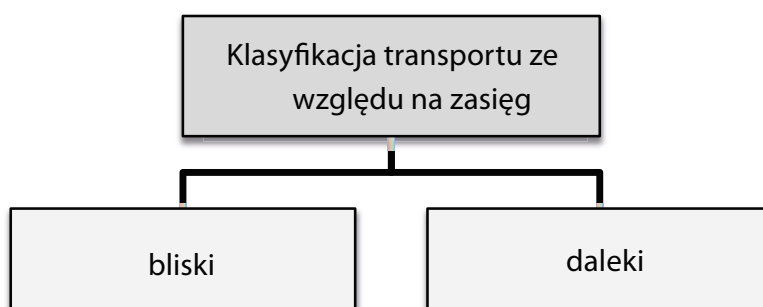 Klasyfikacja transportu ze
względu na zasięg
bliski
daleki